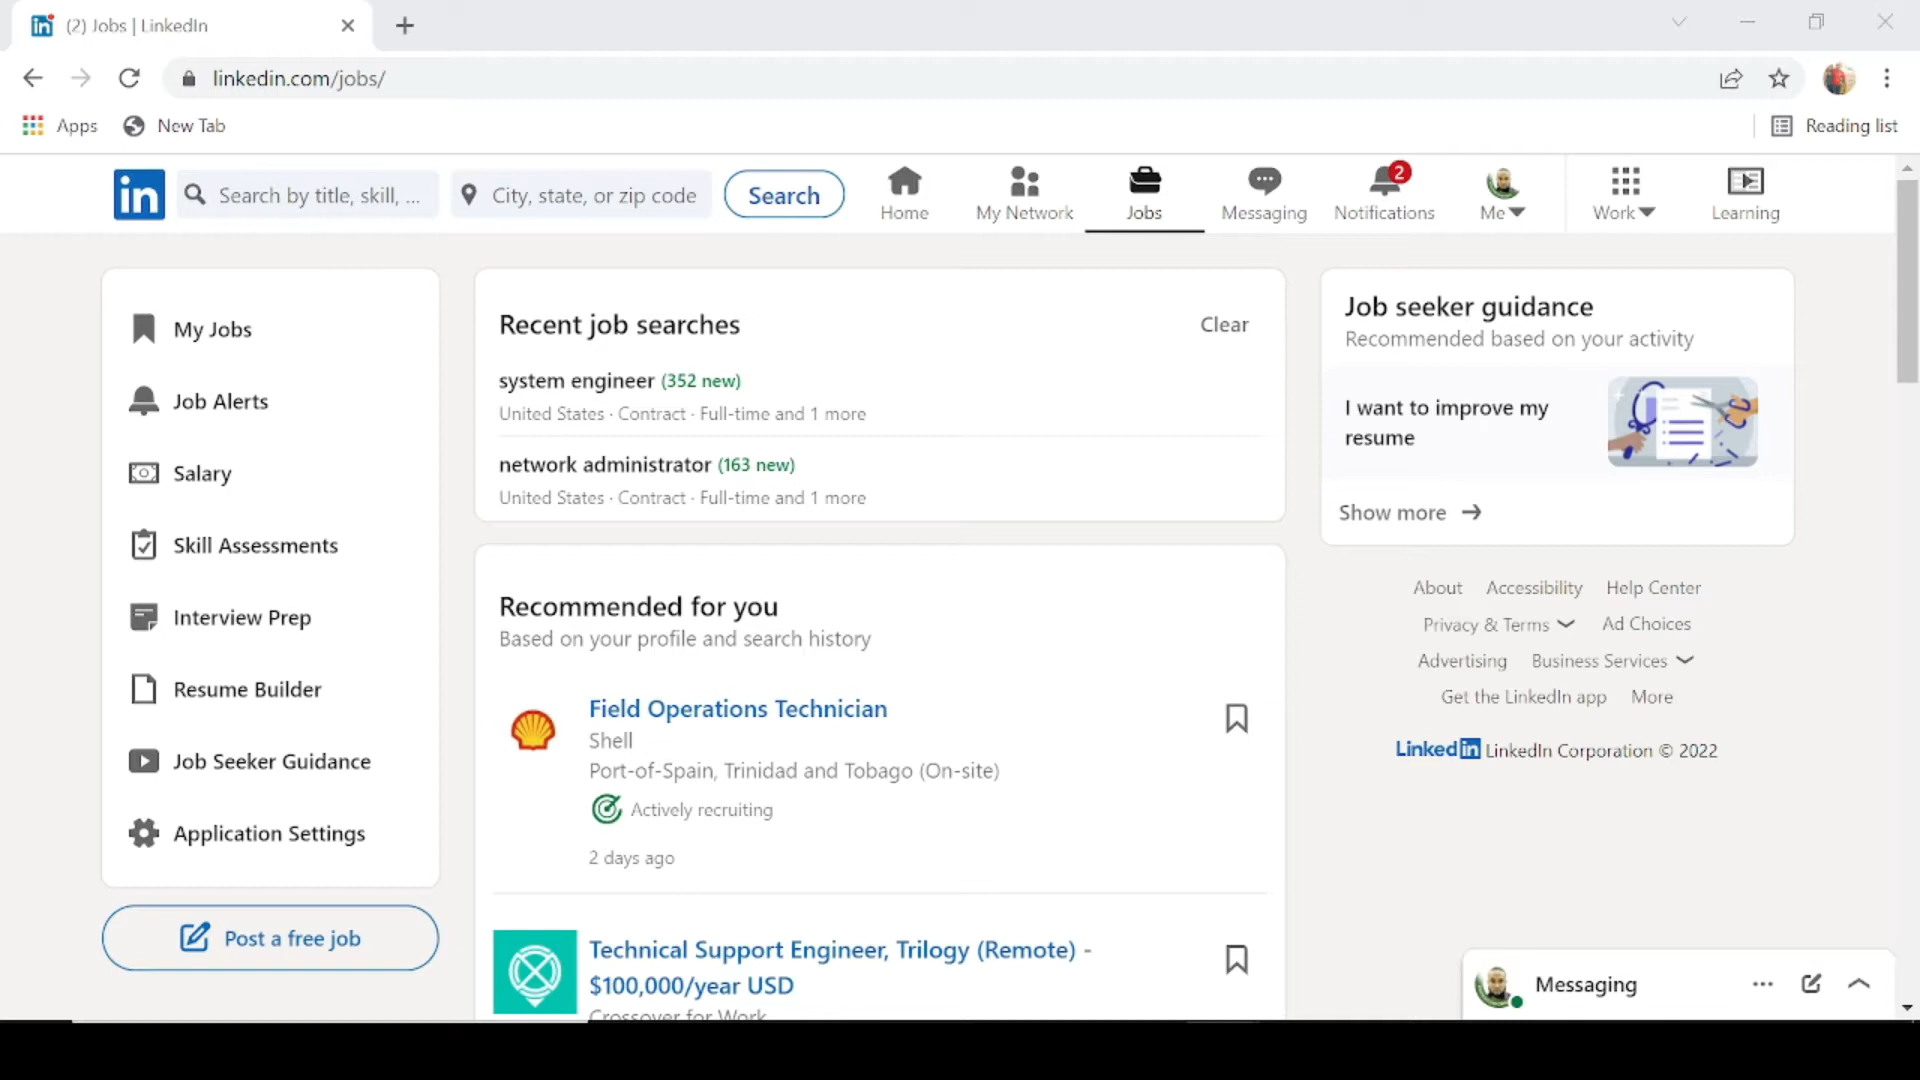 (2) Jobs | LinkedIn
linkedin.com/jobs/
Apps
New Tab
Reading list
in
Search by title, skill, ...
City, state, or zip code
Search
Home
My Network
Jobs
Messaging
2
Notifications
Me
Work
Learning
My Jobs
Job Alerts
Salary
Skill Assessments
Interview Prep
Resume Builder
Job Seeker Guidance
Application Settings
Post a free job
Recent job searches
Clear
system engineer (352 new)
United States · Contract · Full-time and 1 more
network administrator (163 new)
United States · Contract · Full-time and 1 more
Recommended for you
Based on your profile and search history
Field Operations Technician
Shell
Port-of-Spain, Trinidad and Tobago (On-site)
Actively recruiting
2 days ago
Technical Support Engineer, Trilogy (Remote) -
$100,000/year USD
Crossover for Work
Job seeker guidance
Recommended based on your activity
I want to improve my
resume
Show more
About Accessibility Help Center
Privacy & Terms Ad Choices
Advertising Business Services
Get the LinkedIn app More
LinkedIn LinkedIn Corporation © 2022
Messaging